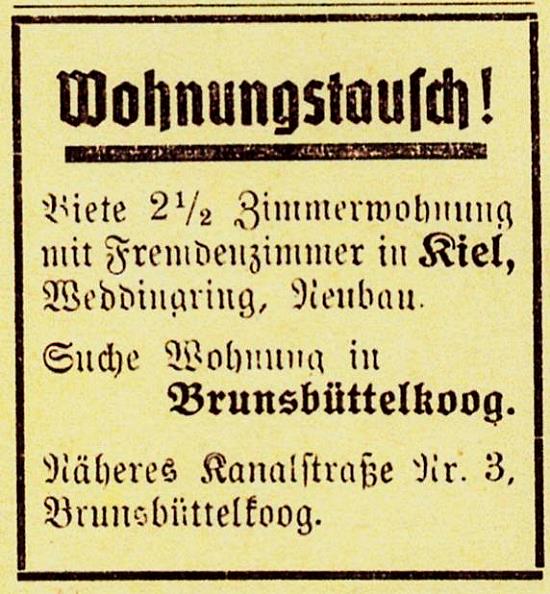 Wohnungstausch!
Biete 2½ Zimmerwohnung
mit Fremdenzimmer in Kiel,
Weddingring, Neubau.
Suche Wohnung in
Brunsbüttelkoog.
Näheres Kanalstraße Nr. 3,
Brunsbüttelkoog.